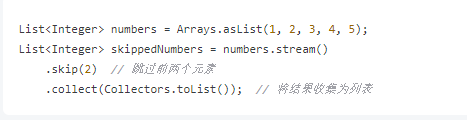 List<Integer> numbers = Arrays.asList(1, 2, 3, 4, 5);
List<Integer> skippedNumbers = numbers.stream()
    .skip(2)  // 跳过前两个元素
    .collect(Collectors.toList());  // 将结果收集为列表